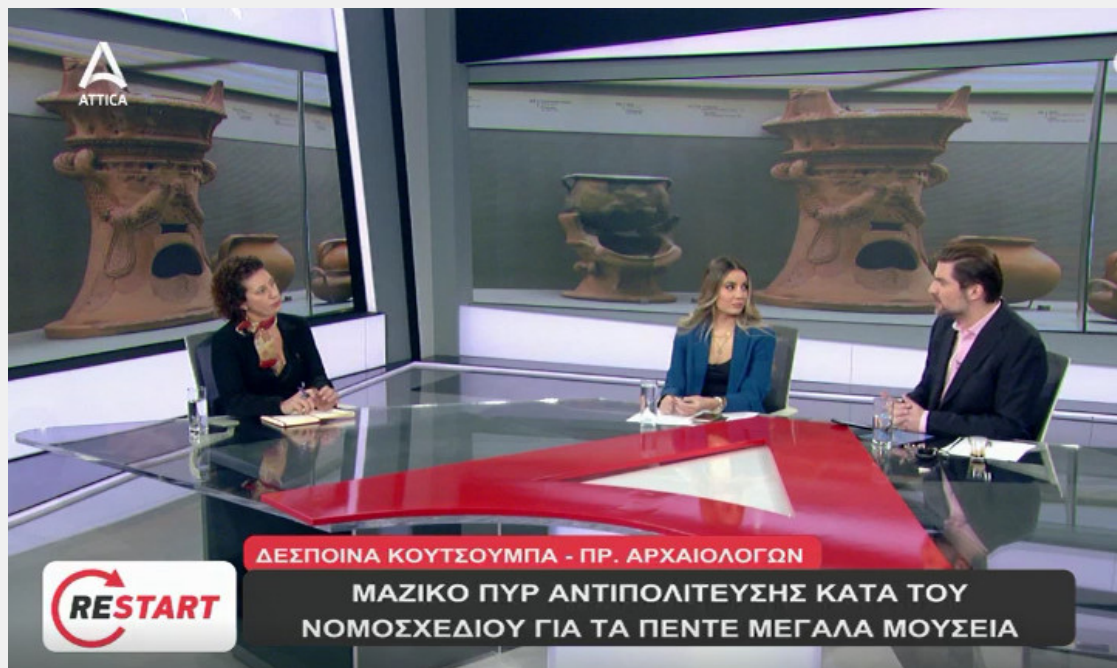 ATTICA
ΔΕΣΠΟΙΝΑ ΚΟΥΤΣΟΥΜΠΑ - ΠΡ. ΑΡΧΑΙΟΛΟΓΩΝ
RESTART
ΜΑΖΙΚΟ ΠΥΡ ΑΝΤΙΠΟΛΙΤΕΥΣΗΣ ΚΑΤΑ ΤΟΥ
ΝΟΜΟΣΧΕΔΙΟΥ ΓΙΑ ΤΑ ΠΕΝΤΕ ΜΕΓΑΛΑ ΜΟΥΣΕΙΑ